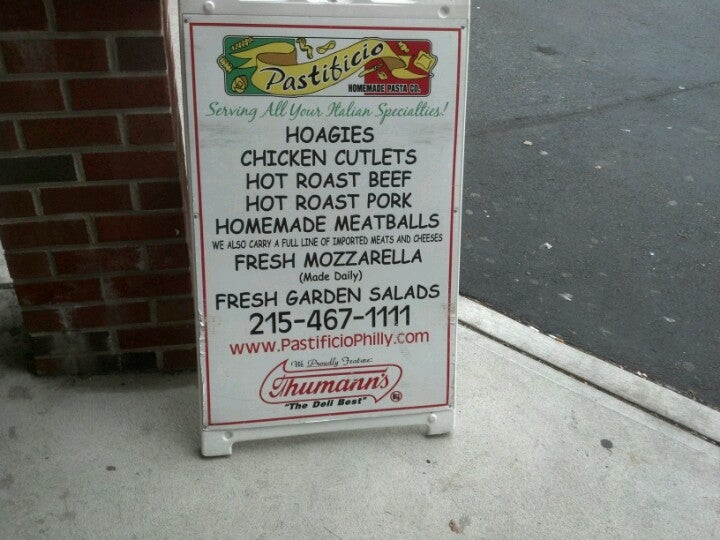 Pastificio
HOMEMADE PASTA CO.
Serving All Your Italian Specialties!
HOAGIES
CHICKEN CUTLETS
HOT ROAST BEEF
HOT ROAST PORK
HOMEMADE MEATBALLS
WE ALSO CARRY A FULL LINE OF IMPORTED MEATS AND CHEESES
FRESH MOZZARELLA
(Made Daily)
FRESH GARDEN SALADS
215-467-1111
www.PastificioPhilly.com
We Proudly Feature:
Thumann's
"The Deli Best"